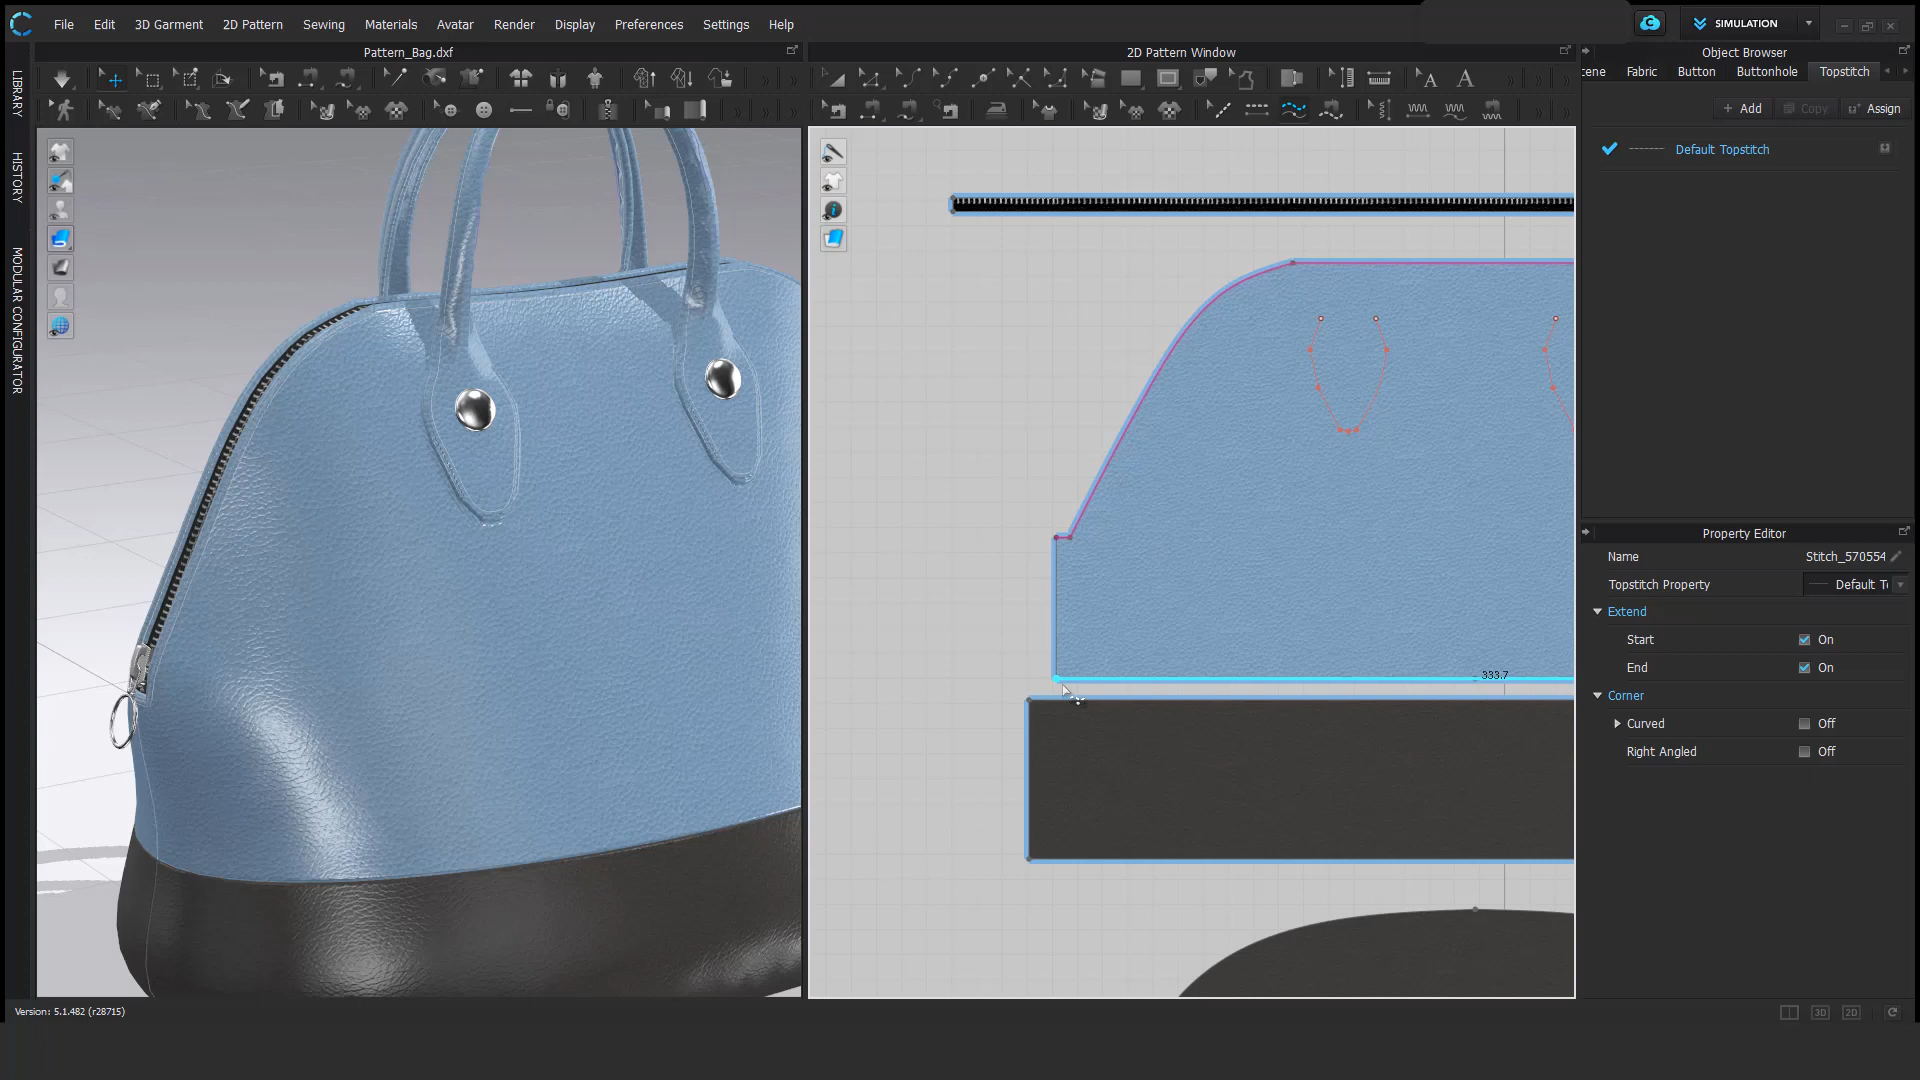 File Edit 3D Garment 2D Pattern Sewing Materials Avatar Render Display Preferences Settings Help
SIMULATION
Pattern_Bag.dxf
2D Pattern Window
Object Browser
cene Fabric Button Buttonhole Topstitch
Add Copy Assign
Default Topstitch
LIBRARY
HISTORY
MODULAR CONFIGURATOR
333.7
Property Editor
Name Stitch_570554
Topstitch Property Default T
Extend
Start On
End On
Corner
Curved Off
Right Angled Off
Version: 5.1.482 (r28715)
3D 2D